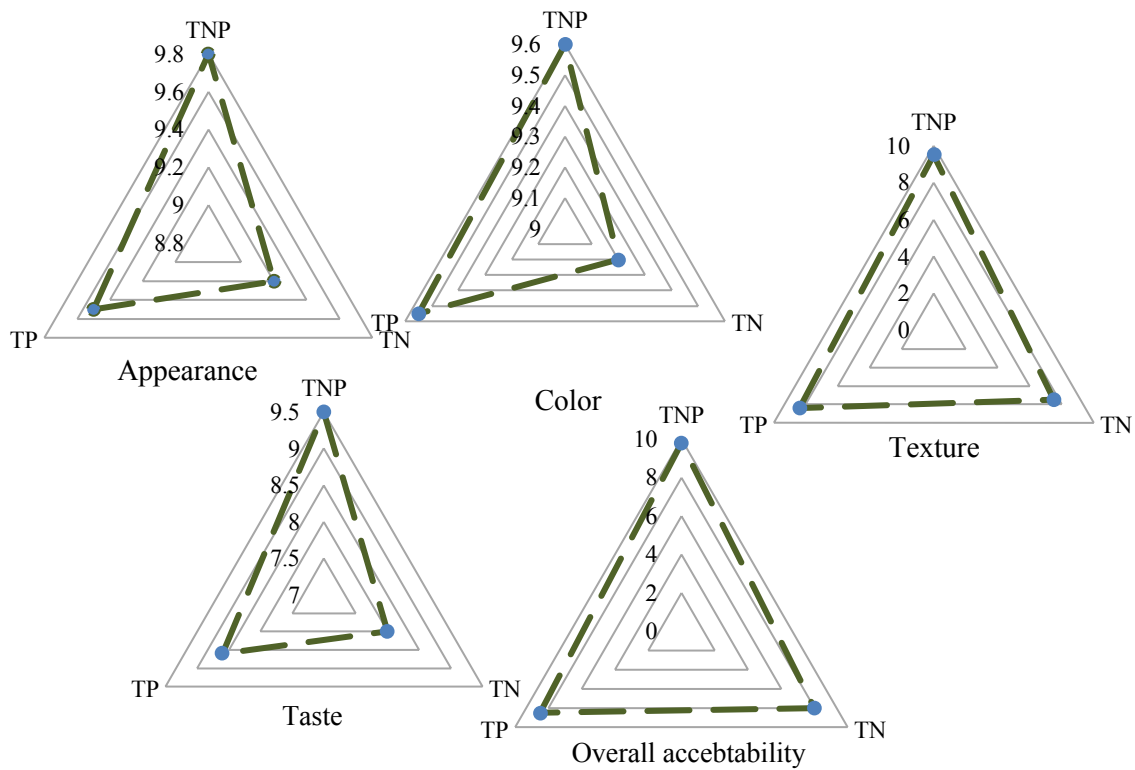 TNP
9.8
9.6
9.4
9.2
9
8.8
TP
TN
Appearance
TNP
9.6
9.5
9.4
9.3
9.2
9.1
9
TP
TN
Color
TNP
10
8
6
4
2
0
TP
TN
Texture
TNP
9.5
9
8.5
8
7.5
7
TP
TN
Taste
TNP
10
8
6
4
2
0
TP
TN
Overall accebtability